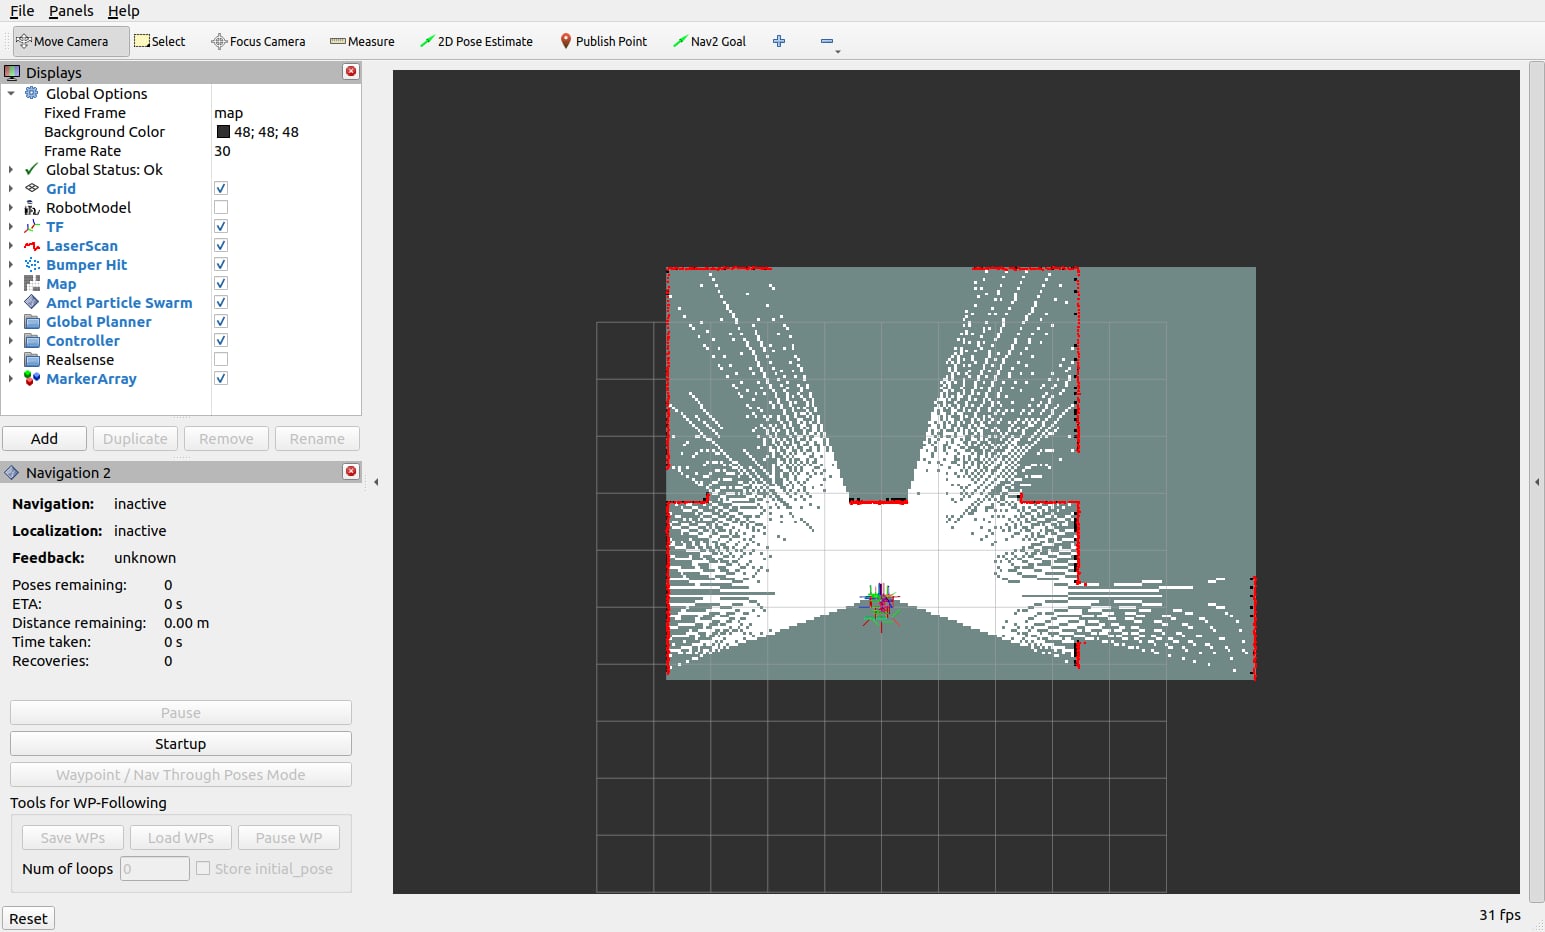 File Panels Help
Move Camera Select Focus Camera Measure 2D Pose Estimate Publish Point Nav2 Goal
Displays
Global Options
Fixed Frame map
Background Color 48; 48; 48
Frame Rate 30
Global Status: Ok
Grid
RobotModel
TF
LaserScan
Bumper Hit
Map
Amcl Particle Swarm
Global Planner
Controller
Realsense
MarkerArray
Add Duplicate Remove Rename
Navigation 2
Navigation: inactive
Localization: inactive
Feedback: unknown
Poses remaining: 0
ETA: 0 s
Distance remaining: 0.00 m
Time taken: 0 s
Recoveries: 0
Pause
Startup
Waypoint / Nav Through Poses Mode
Tools for WP-Following
Save WPs Load WPs Pause WP
Num of loops 0 Store initial_pose
Reset 31 fps